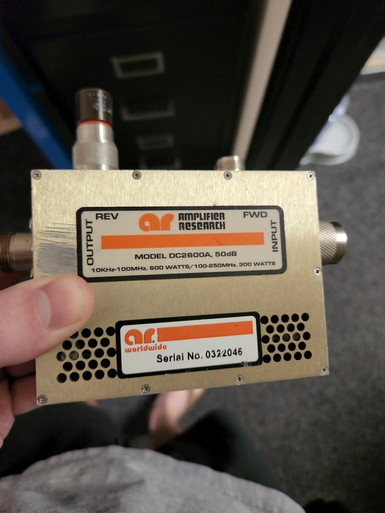 REV
FWD
OUTPUT
INPUT
ar AMPLIFIER
RESEARCH
MODEL DC2600A, 50dB
10KHz-100MHz, 600 WATTS/100-250MHz, 300 WATTS
ar
worldwide
Serial No. 0322046